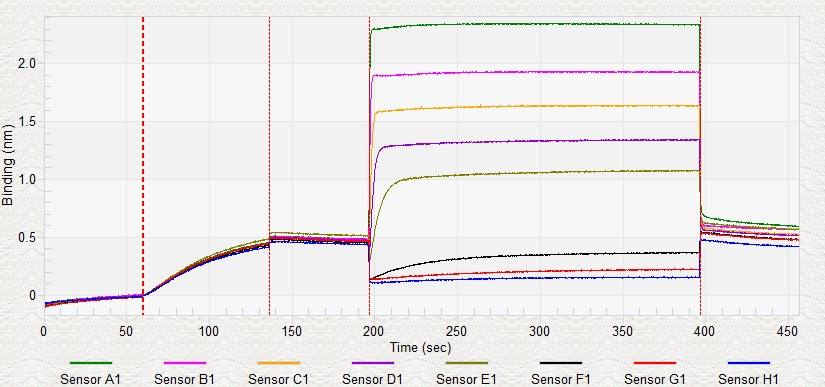 Binding (nm)
2.0
1.5
1.0
0.5
0
0 50 100 150 200 250 300 350 400 450
Time (sec)
Sensor A1 Sensor B1 Sensor C1 Sensor D1 Sensor E1 Sensor F1 Sensor G1 Sensor H1